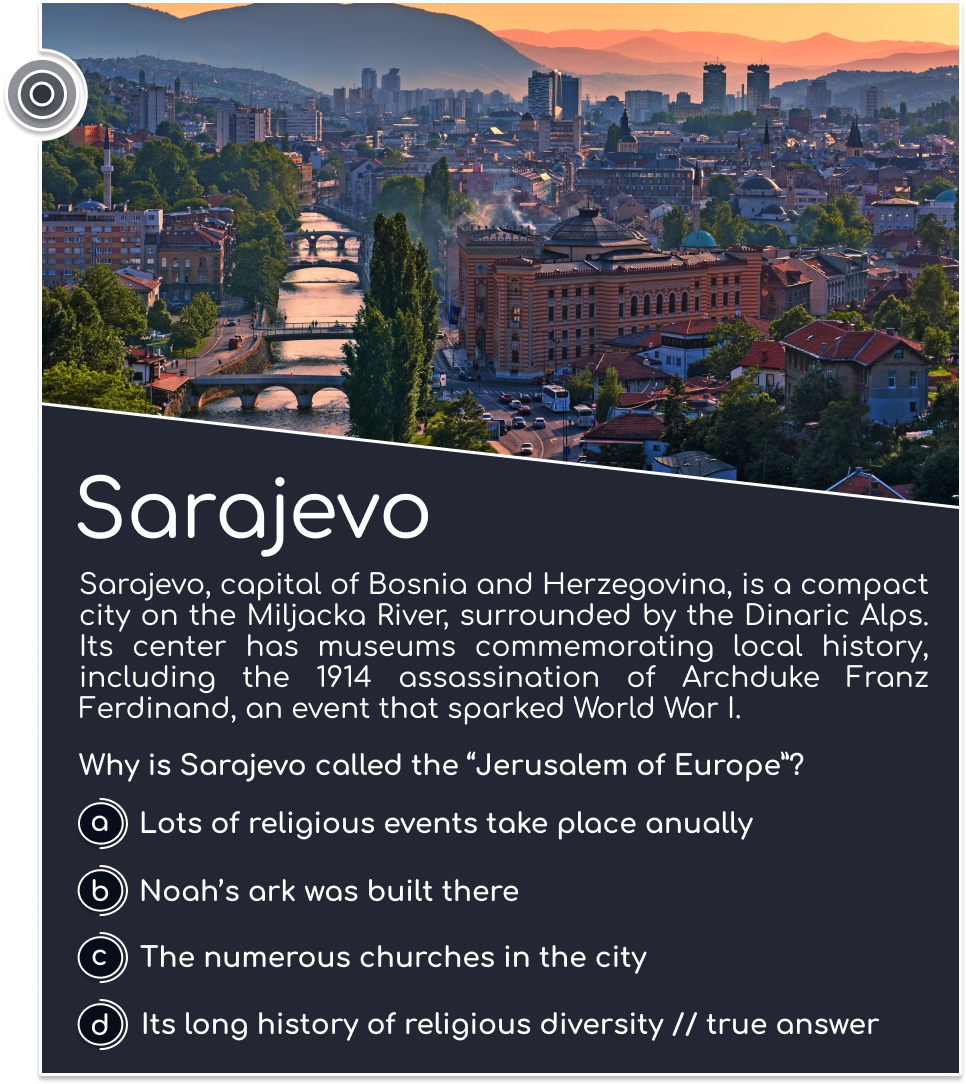 Sarajevo
Sarajevo, capital of Bosnia and Herzegovina, is a compact
city on the Miljacka River, surrounded by the Dinaric Alps.
Its center has museums commemorating local history,
including the 1914 assassination of Archduke Franz
Ferdinand, an event that sparked World War I.
Why is Sarajevo called the “Jerusalem of Europe”?
a Lots of religious events take place anually
b Noah’s ark was built there
c The numerous churches in the city
d Its long history of religious diversity // true answer